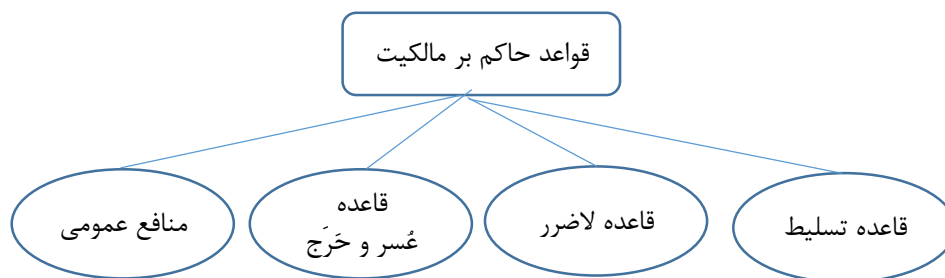 قواعد حاکم بر مالکیت
قاعده تسلیط
قاعده لاضرر
قاعده
عُسر و حَرَج
منافع عمومی